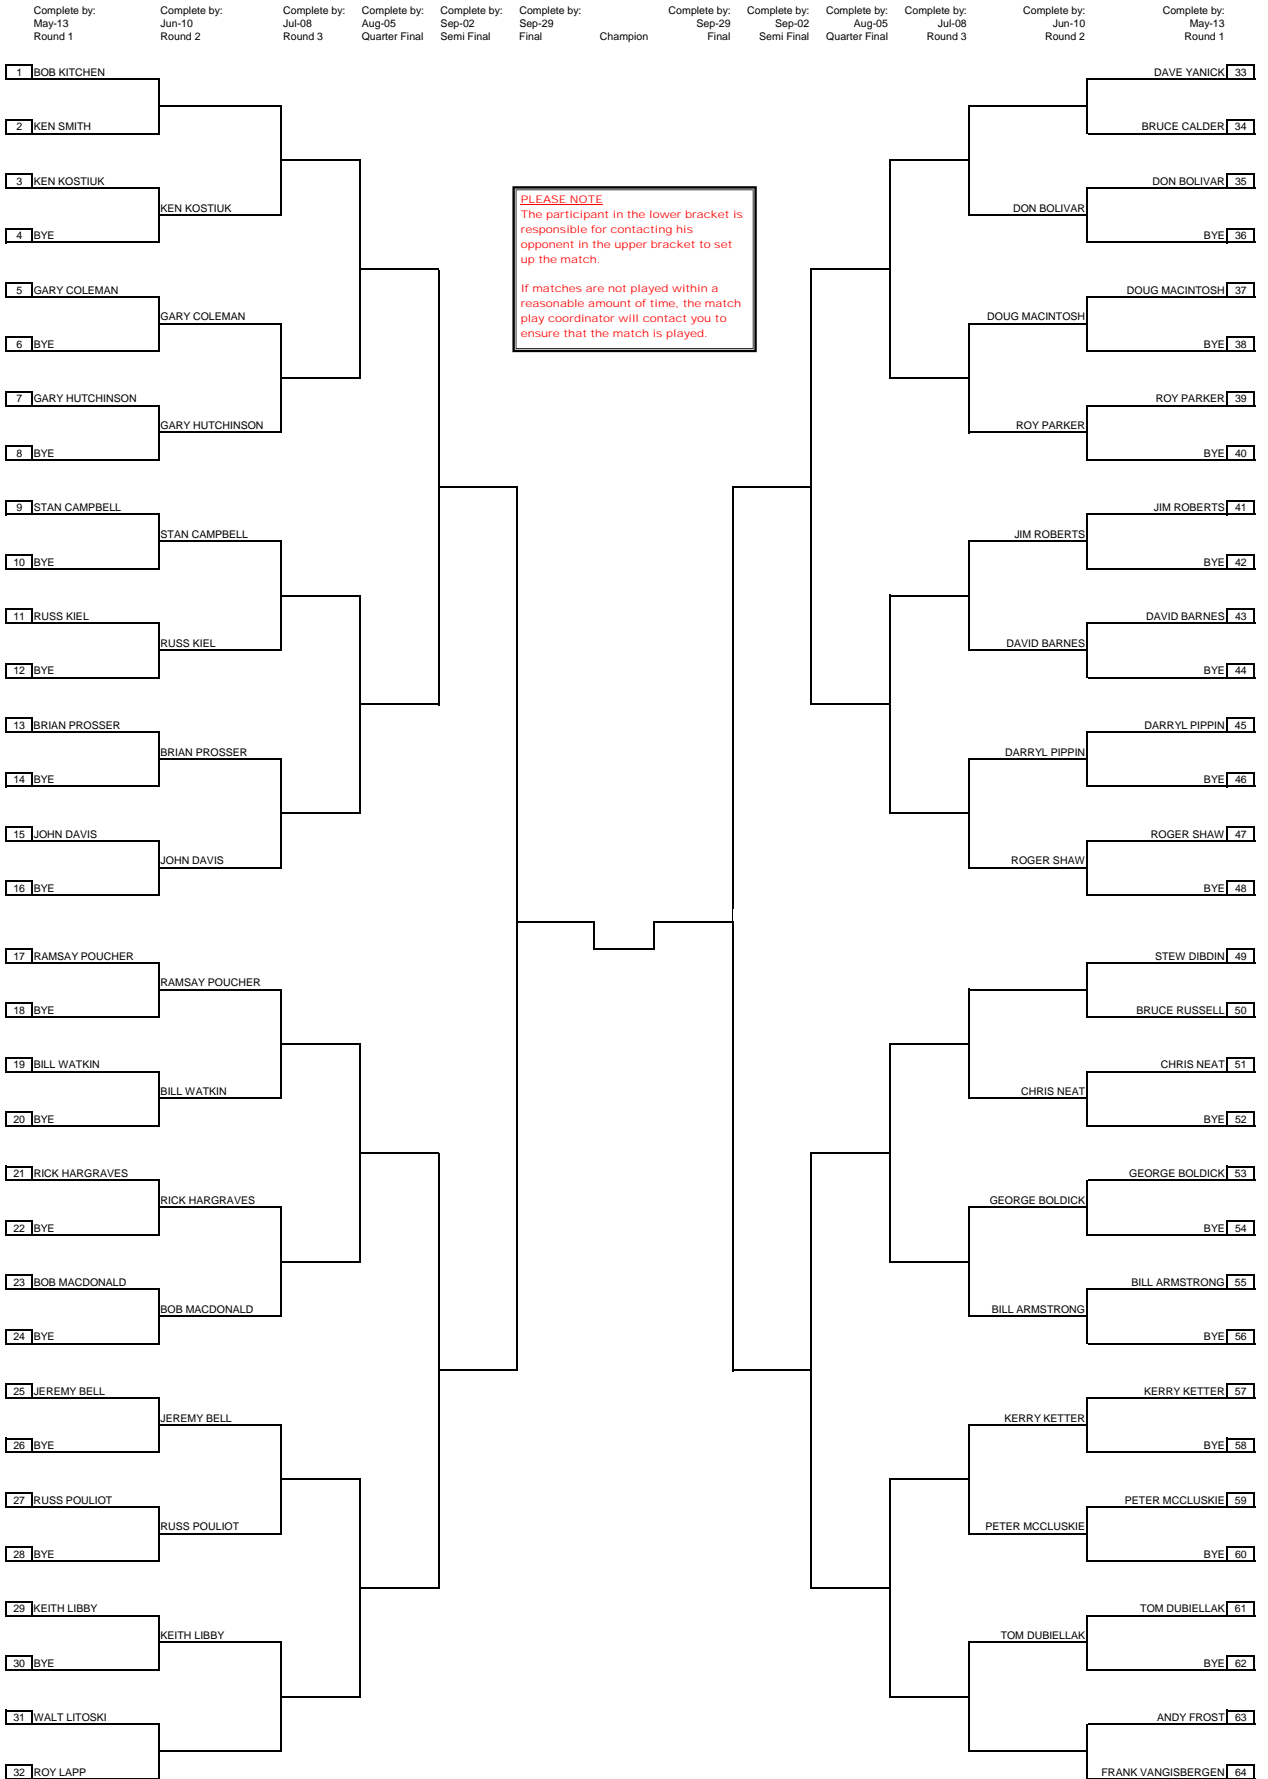 Complete by: Complete by: Complete by: Complete by: Complete by: Complete by: Complete by: Complete by: Complete by: Complete by: Complete by: Complete by:
May-13 Jun-10 Jul-08 Aug-05 Sep-02 Sep-29 Sep-29 Sep-02 Aug-05 Jul-08 Jun-10 May-13
Round 1 Round 2 Round 3 Quarter Final Semi Final Final Champion Final Semi Final Quarter Final Round 3 Round 2 Round 1
1 BOB KITCHEN DAVE YANICK 33
2 KEN SMITH BRUCE CALDER 34
3 KEN KOSTIUK DON BOLIVAR 35
PLEASE NOTE
The participant in the lower bracket is
responsible for contacting his
opponent in the upper bracket to set
up the match.
If matches are not played within a
reasonable amount of time, the match
play coordinator will contact you to
ensure that the match is played.
KEN KOSTIUK DON BOLIVAR
4 BYE BYE 36
5 GARY COLEMAN DOUG MACINTOSH 37
GARY COLEMAN DOUG MACINTOSH
6 BYE BYE 38
7 GARY HUTCHINSON ROY PARKER 39
GARY HUTCHINSON ROY PARKER
8 BYE BYE 40
9 STAN CAMPBELL JIM ROBERTS 41
STAN CAMPBELL JIM ROBERTS
10 BYE BYE 42
11 RUSS KIEL DAVID BARNES 43
RUSS KIEL DAVID BARNES
12 BYE BYE 44
13 BRIAN PROSSER DARRYL PIPPIN 45
BRIAN PROSSER DARRYL PIPPIN
14 BYE BYE 46
15 JOHN DAVIS ROGER SHAW 47
JOHN DAVIS ROGER SHAW
16 BYE BYE 48
17 RAMSAY POUCHER STEW DIBDIN 49
RAMSAY POUCHER
18 BYE BRUCE RUSSELL 50
19 BILL WATKIN CHRIS NEAT 51
BILL WATKIN CHRIS NEAT
20 BYE BYE 52
21 RICK HARGRAVES GEORGE BOLDICK 53
RICK HARGRAVES GEORGE BOLDICK
22 BYE BYE 54
23 BOB MACDONALD BILL ARMSTRONG 55
BOB MACDONALD BILL ARMSTRONG
24 BYE BYE 56
25 JEREMY BELL KERRY KETTER 57
JEREMY BELL KERRY KETTER
26 BYE BYE 58
27 RUSS POULIOT PETER MCCLUSKIE 59
RUSS POULIOT PETER MCCLUSKIE
28 BYE BYE 60
29 KEITH LIBBY TOM DUBIELLAK 61
KEITH LIBBY TOM DUBIELLAK
30 BYE BYE 62
31 WALT LITOSKI ANDY FROST 63
32 ROY LAPP FRANK VANGISBERGEN 64